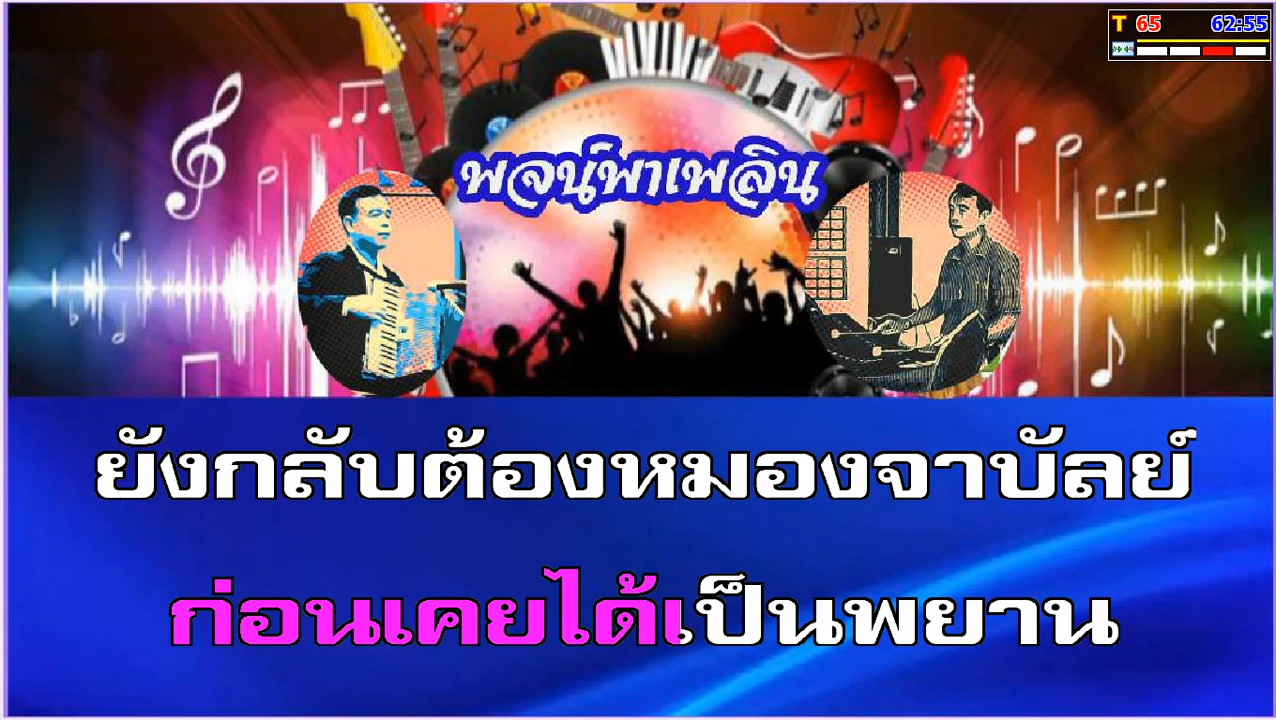 T 65 62:55
พจน์พาเพลิน
ยังกลับต้องหมองจาบัลย์
ก่อนเคยได้เป็นพยาน